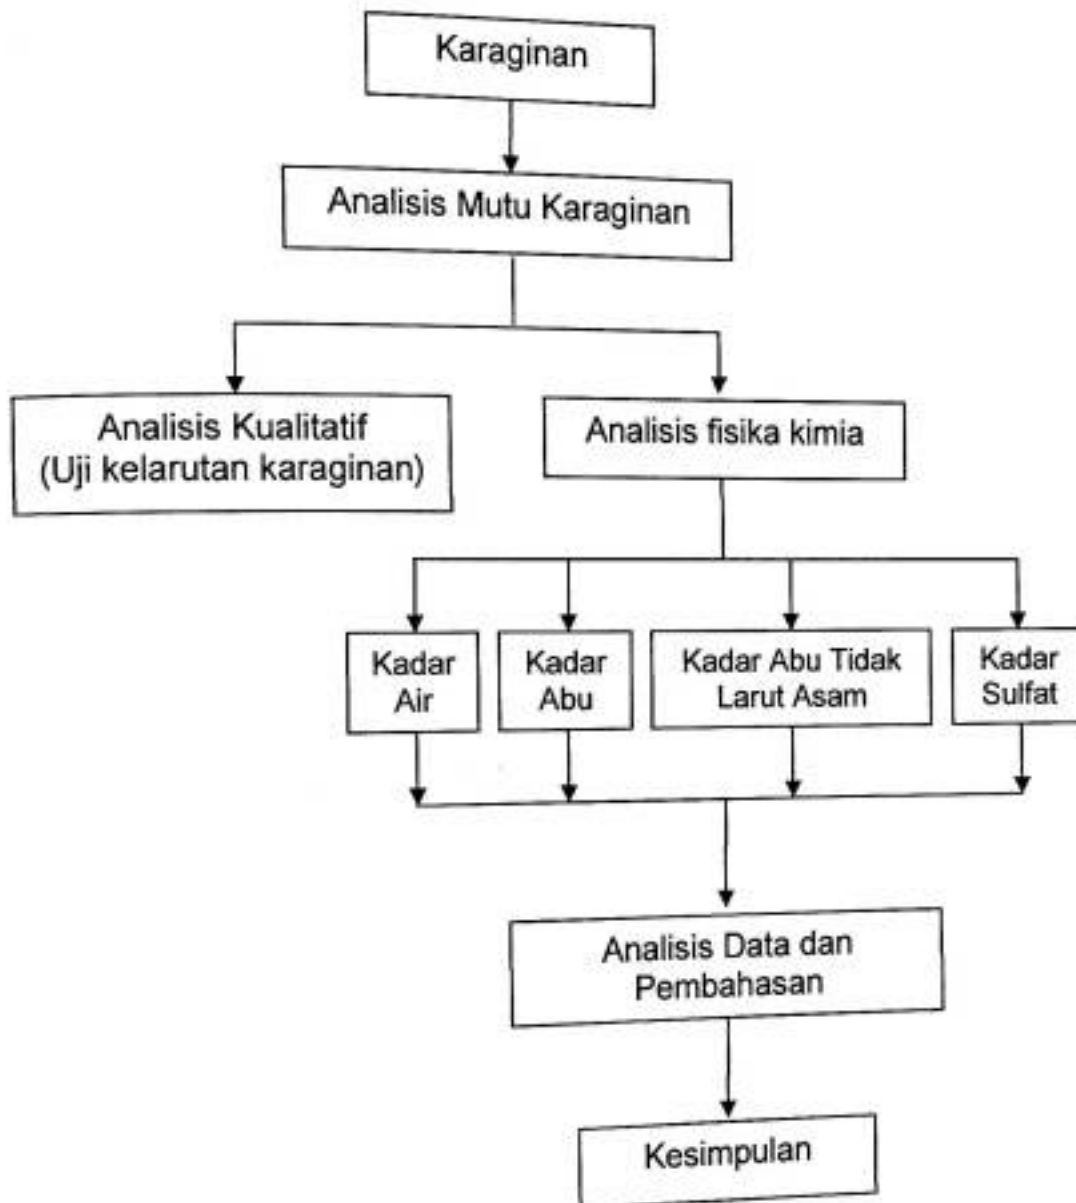 Karaginan
Analisis Mutu Karaginan
Analisis Kualitatif
(Uji kelarutan karaginan)
Analisis fisika kimia
Kadar
Air
Kadar
Abu
Kadar Abu Tidak
Larut Asam
Kadar
Sulfat
Analisis Data dan
Pembahasan
Kesimpulan